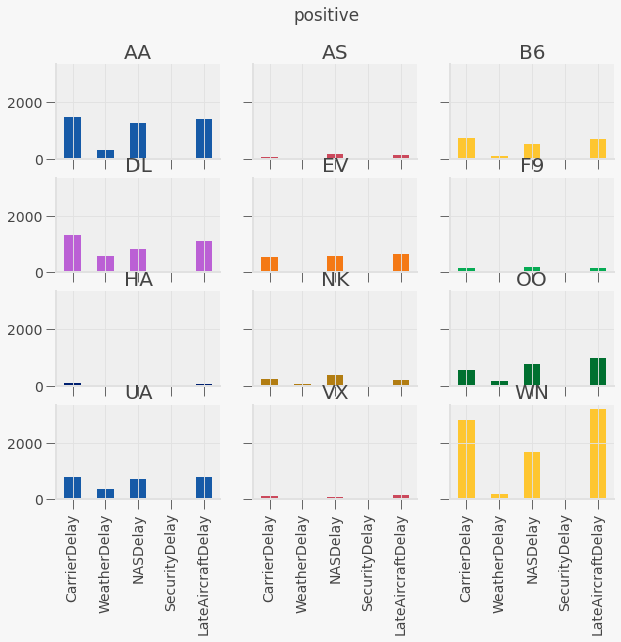 positive
AA AS B6
2000
0
DL EV F9
2000
0
HA NK OO
2000
0
UA VX WN
2000
0
CarrierDelay WeatherDelay NASDelay SecurityDelay LateAircraftDelay CarrierDelay WeatherDelay NASDelay SecurityDelay LateAircraftDelay CarrierDelay WeatherDelay NASDelay SecurityDelay LateAircraftDelay